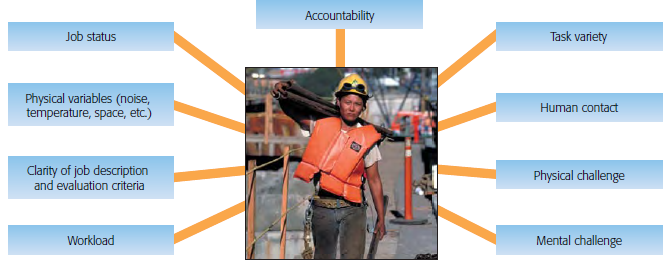 Accountability
Job status
Task variety
Physical variables (noise,
temperature, space, etc.)
Human contact
Clarity of job description
and evaluation criteria
Physical challenge
Workload
Mental challenge